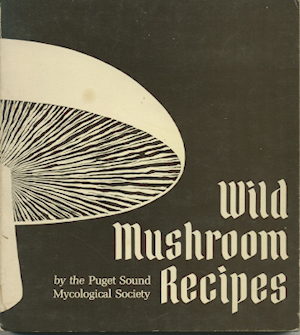 Wild
Mushroom
Recipes
by the Puget Sound
Mycological Society